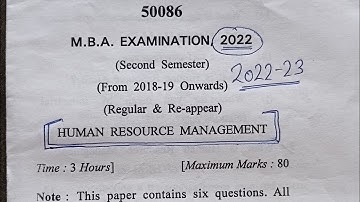 50086
M.B.A. EXAMINATION, 2022
(Second Semester)
(From 2018-19 Onwards)
2022-23
(Regular & Re-appear)
HUMAN RESOURCE MANAGEMENT
Time : 3 Hours] [Maximum Marks : 80
Note : This paper contains six questions. All